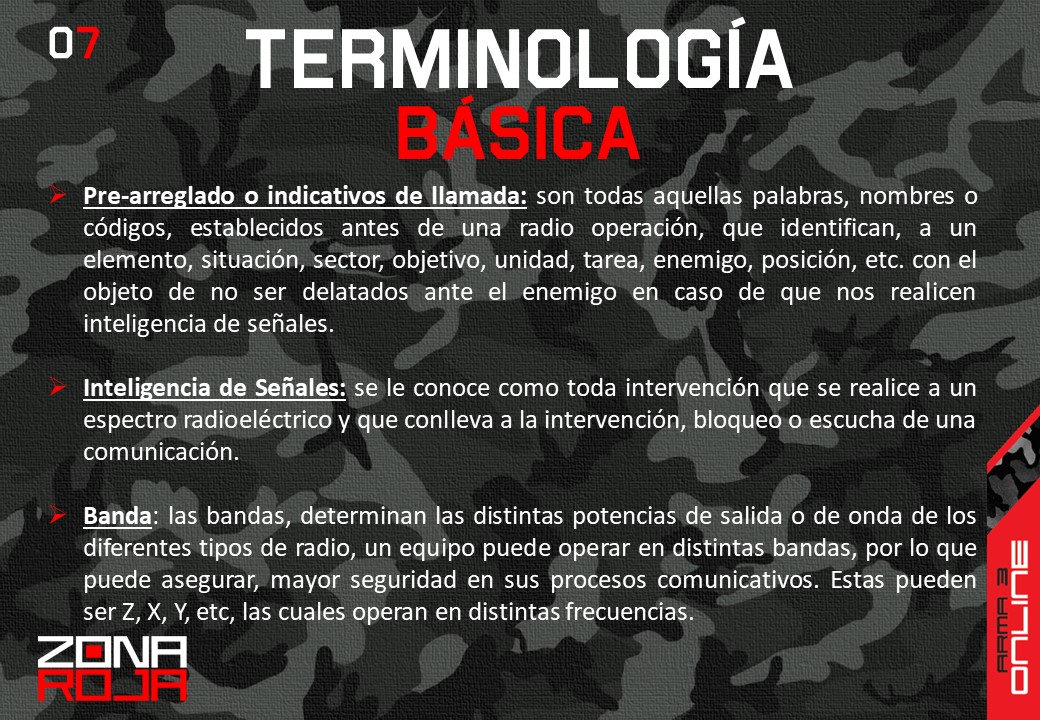 07
TERMINOLOGÍA
BÁSICA
Pre-arreglado o indicativos de llamada: son todas aquellas palabras, nombres o
códigos, establecidos antes de una radio operación, que identifican, a un
elemento, situación, sector, objetivo, unidad, tarea, enemigo, posición, etc. con el
objeto de no ser delatados ante el enemigo en caso de que nos realicen
inteligencia de señales.
Inteligencia de Señales: se le conoce como toda intervención que se realice a un
espectro radioeléctrico y que conlleva a la intervención, bloqueo o escucha de una
comunicación.
Banda: las bandas, determinan las distintas potencias de salida o de onda de los
diferentes tipos de radio, un equipo puede operar en distintas bandas, por lo que
puede asegurar, mayor seguridad en sus procesos comunicativos. Estas pueden
ser Z, X, Y, etc, las cuales operan en distintas frecuencias.
ZONA
ROJA
ARMA 3
ONLINE